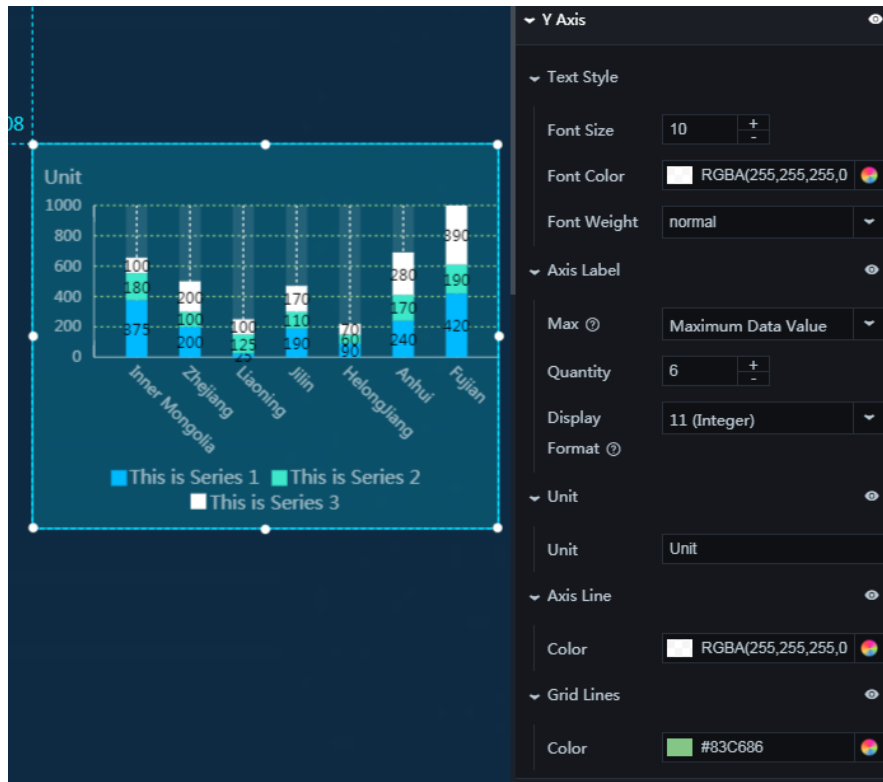 08
Unit
1000
800
600
400
200
0
100
180
375
200
100
200
100
125
25
170
110
190
70
60
90
280
170
240
390
190
420
Inner Mongolia
Zhejiang
Liaoning
Jilin
HelongJiang
Anhui
Fujian
This is Series 1 This is Series 2
This is Series 3
Y Axis
Text Style
Font Size 10 + -
Font Color RGBA(255,255,255,0
Font Weight normal
Axis Label
Max Maximum Data Value
Quantity 6 + -
Display
Format 11 (Integer)
Unit
Unit Unit
Axis Line
Color RGBA(255,255,255,0
Grid Lines
Color #83C686